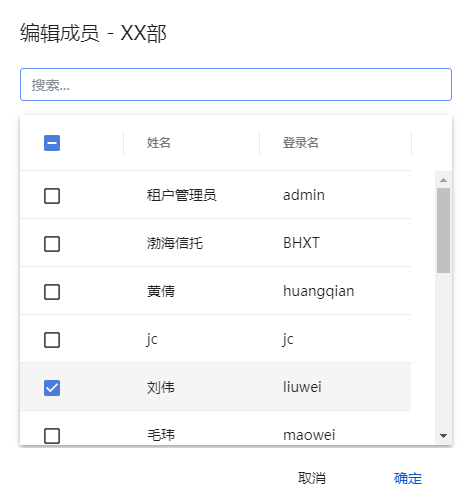 编辑成员 - XX部
搜索...
姓名 登录名
租户管理员 admin
渤海信托 BHXT
黄倩 huangqian
jc jc
刘伟 liuwei
毛玮 maowei
取消 确定